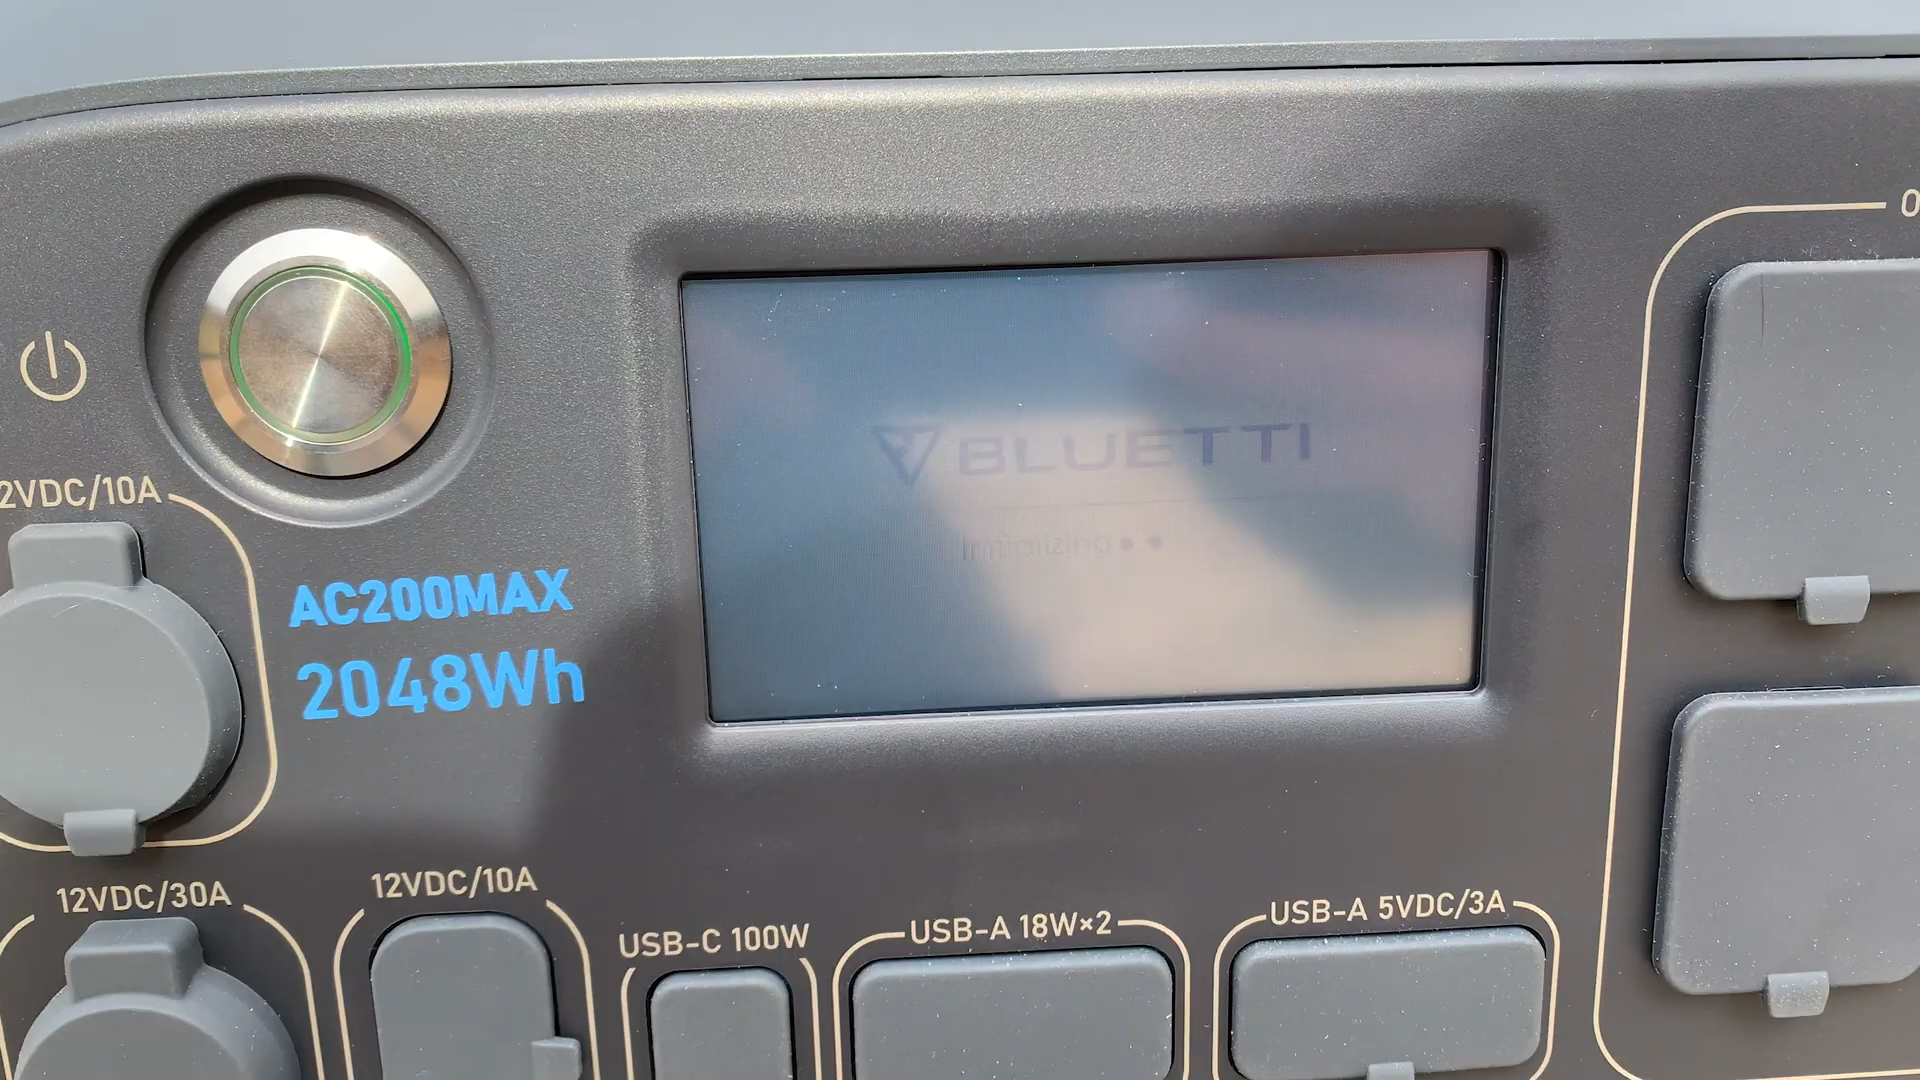 BLUETTI
Initializing
2VDC/10A
AC200MAX
2048Wh
12VDC/30A
12VDC/10A
USB-C 100W
USB-A 18W×2
USB-A 5VDC/3A